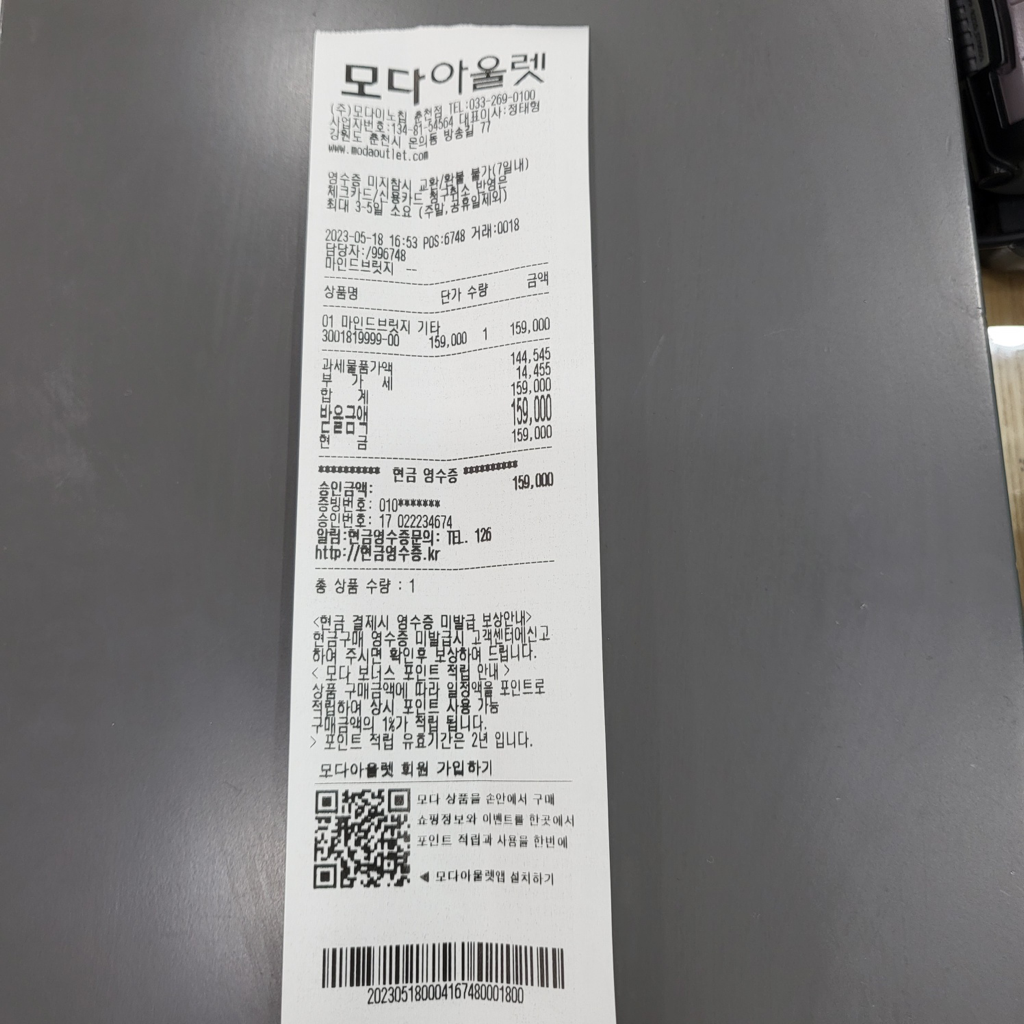 모다아울렛
(주)모다이노칩 춘천점 TEL:033-269-0100
사업자번호:134-81-54564 대표이사:정태형
강원도 춘천시 온의동 방송길 77
www.modaoutlet.com
영수증 미지참시 교환/환불 불가(7일내)
체크카드/신용카드 청구취소 반영은
최대 3-5일 소요 (주말,공휴일제외)
2023-05-18 16:53 POS:6748 거래:0018
담당자:/996748
마인드브릿지 --
상품명 단가 수량 금액
01 마인드브릿지 기타
3001819999-00 159,000 1 159,000
과세물품가액 144,545
부 가 세 14,455
합 계 159,000
받을금액 159,000
현 금 159,000
********** 현금 영수증 **********
승인금액: 159,000
증빙번호: 010*******
승인번호: 17 022234674
알림:현금영수증문의: TEL. 126
http://현금영수증.kr
총 상품 수량 : 1
<현금 결제시 영수증 미발급 보상안내>
현금구매 영수증 미발급시 고객센터에신고
하여 주시면 확인후 보상하여 드립니다.
< 모다 보너스 포인트 적립 안내 >
상품 구매금액에 따라 일정액을 포인트로
적립하여 상시 포인트 사용 가능
구매금액의 1%가 적립 됩니다.
> 포인트 적립 유효기간은 2년 입니다.
모다아울렛 회원 가입하기
모다 상품을 손안에서 구매
쇼핑정보와 이벤트를 한곳에서
포인트 적립과 사용을 한번에
◀ 모다아울렛앱 설치하기
202305180004167480001800